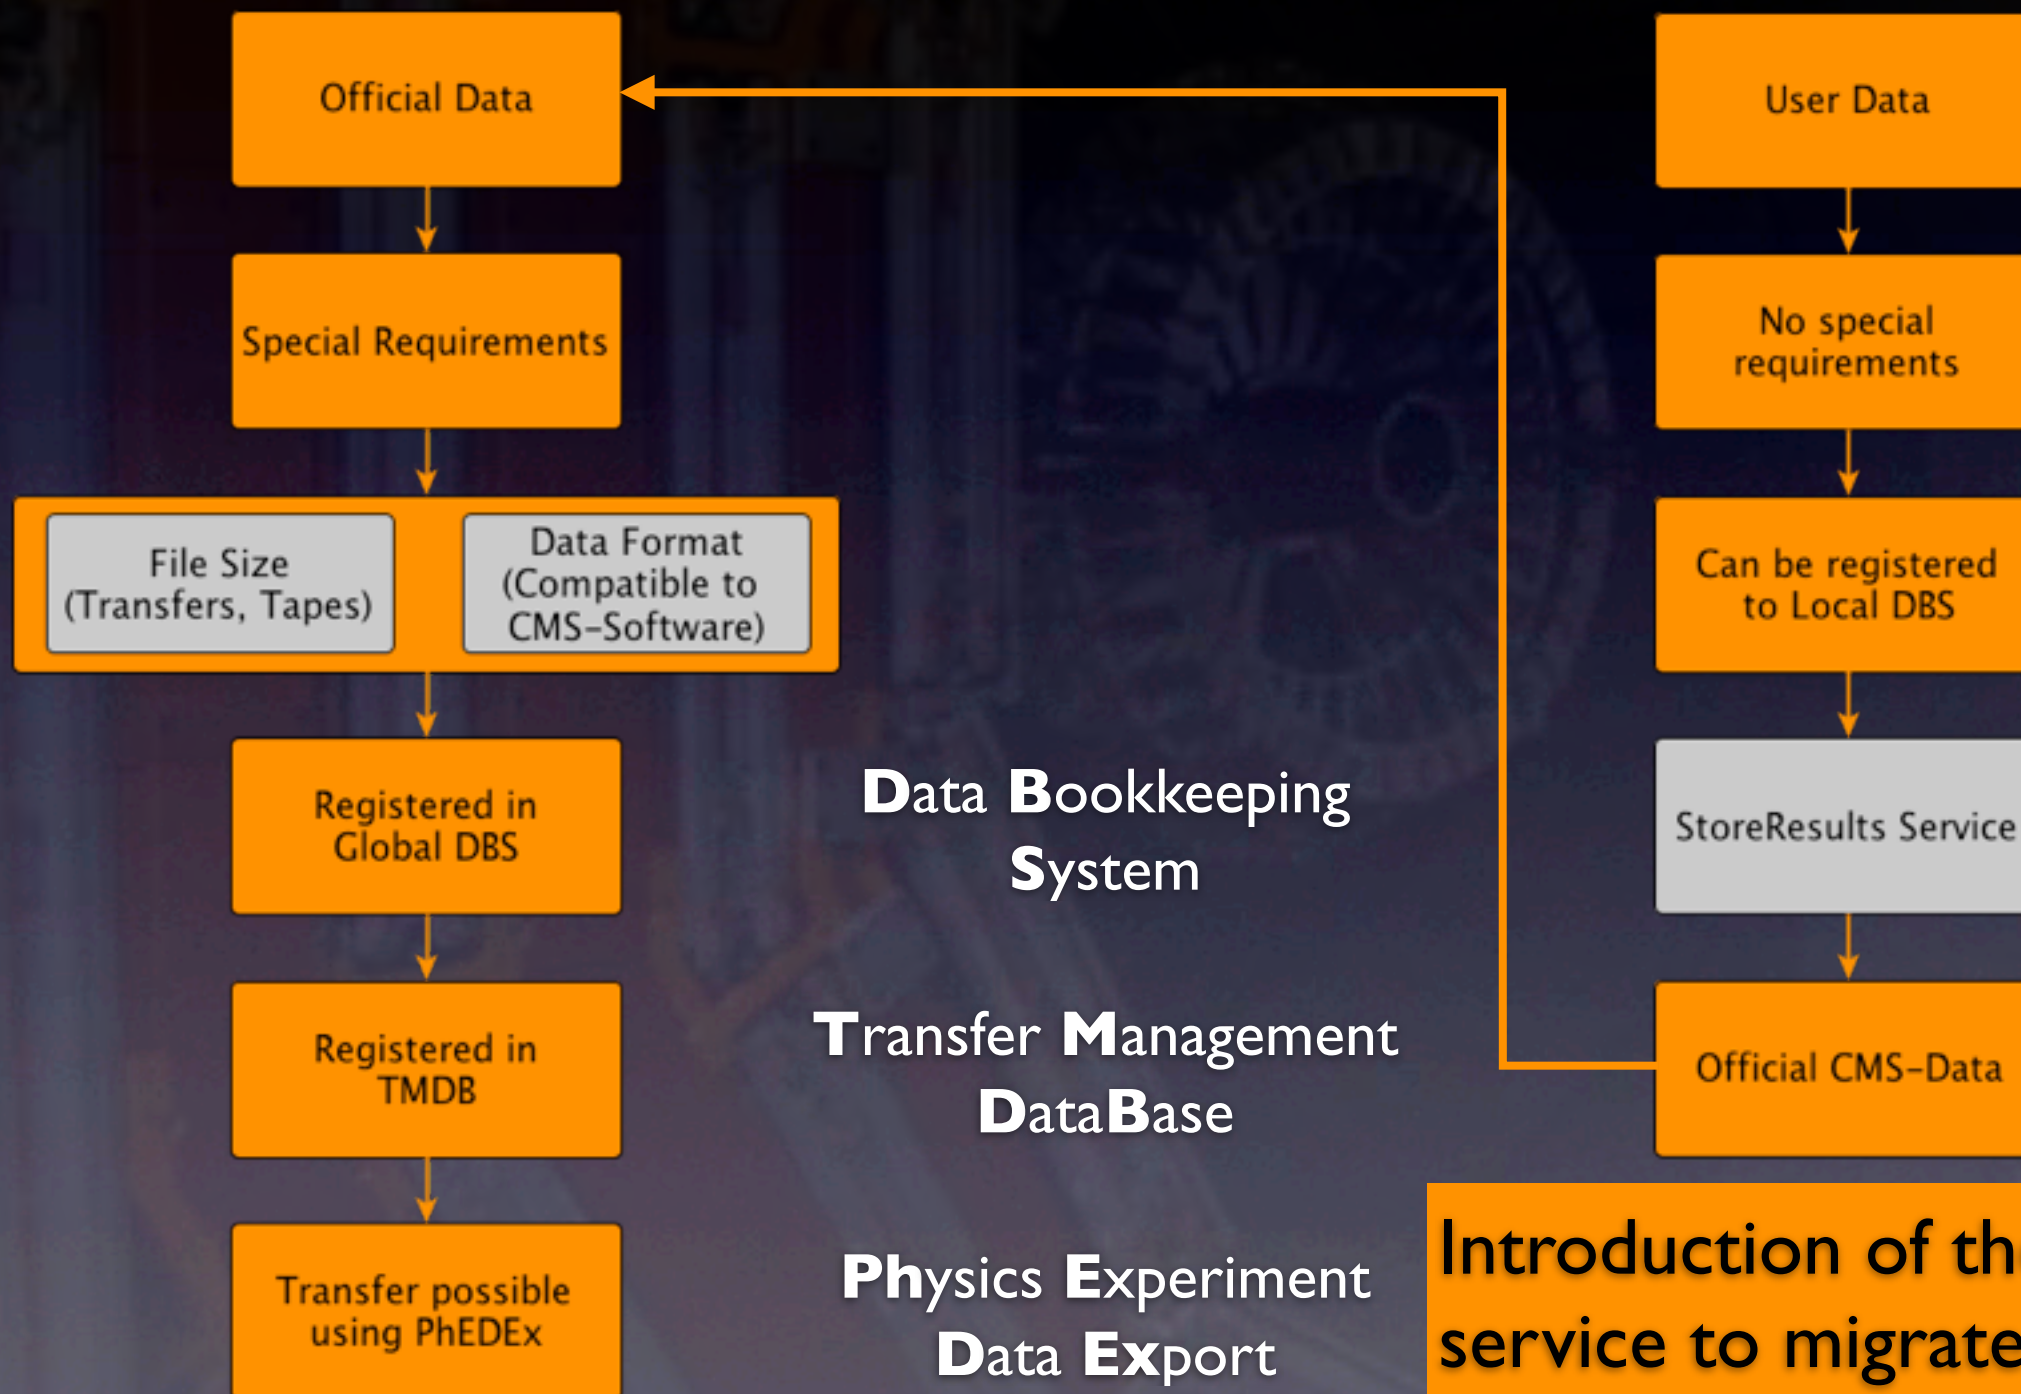 Official Data
Special Requirements
File Size
(Transfers, Tapes)
Data Format
(Compatible to
CMS-Software)
Registered in
Global DBS
Registered in
TMDB
Transfer possible
using PhEDEx
Data Bookkeeping
System
Transfer Management
DataBase
Physics Experiment
Data Export
User Data
No special
requirements
Can be registered
to Local DBS
StoreResults Service
Official CMS-Data
Introduction of
service to migrate